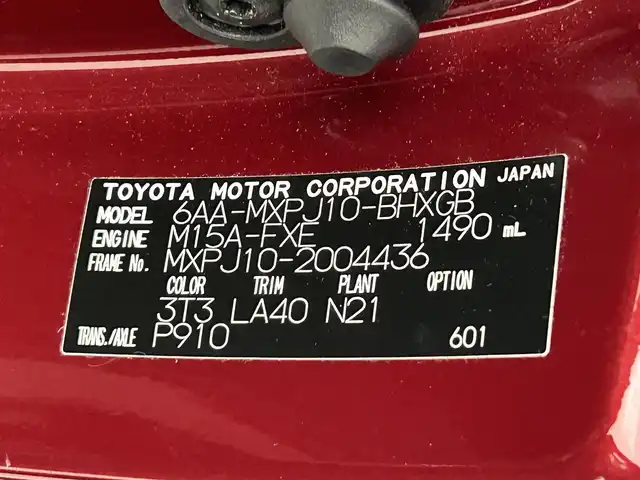 TOYOTA MOTOR CORPORATION JAPAN
MODEL 6AA-MXPJ10-BHXGB
ENGINE M15A-FXE 1490 mL
FRAME No. MXPJ10-2004436
COLOR TRIM PLANT OPTION
3T3 LA40 N21
TRANS./AXLE P910 601